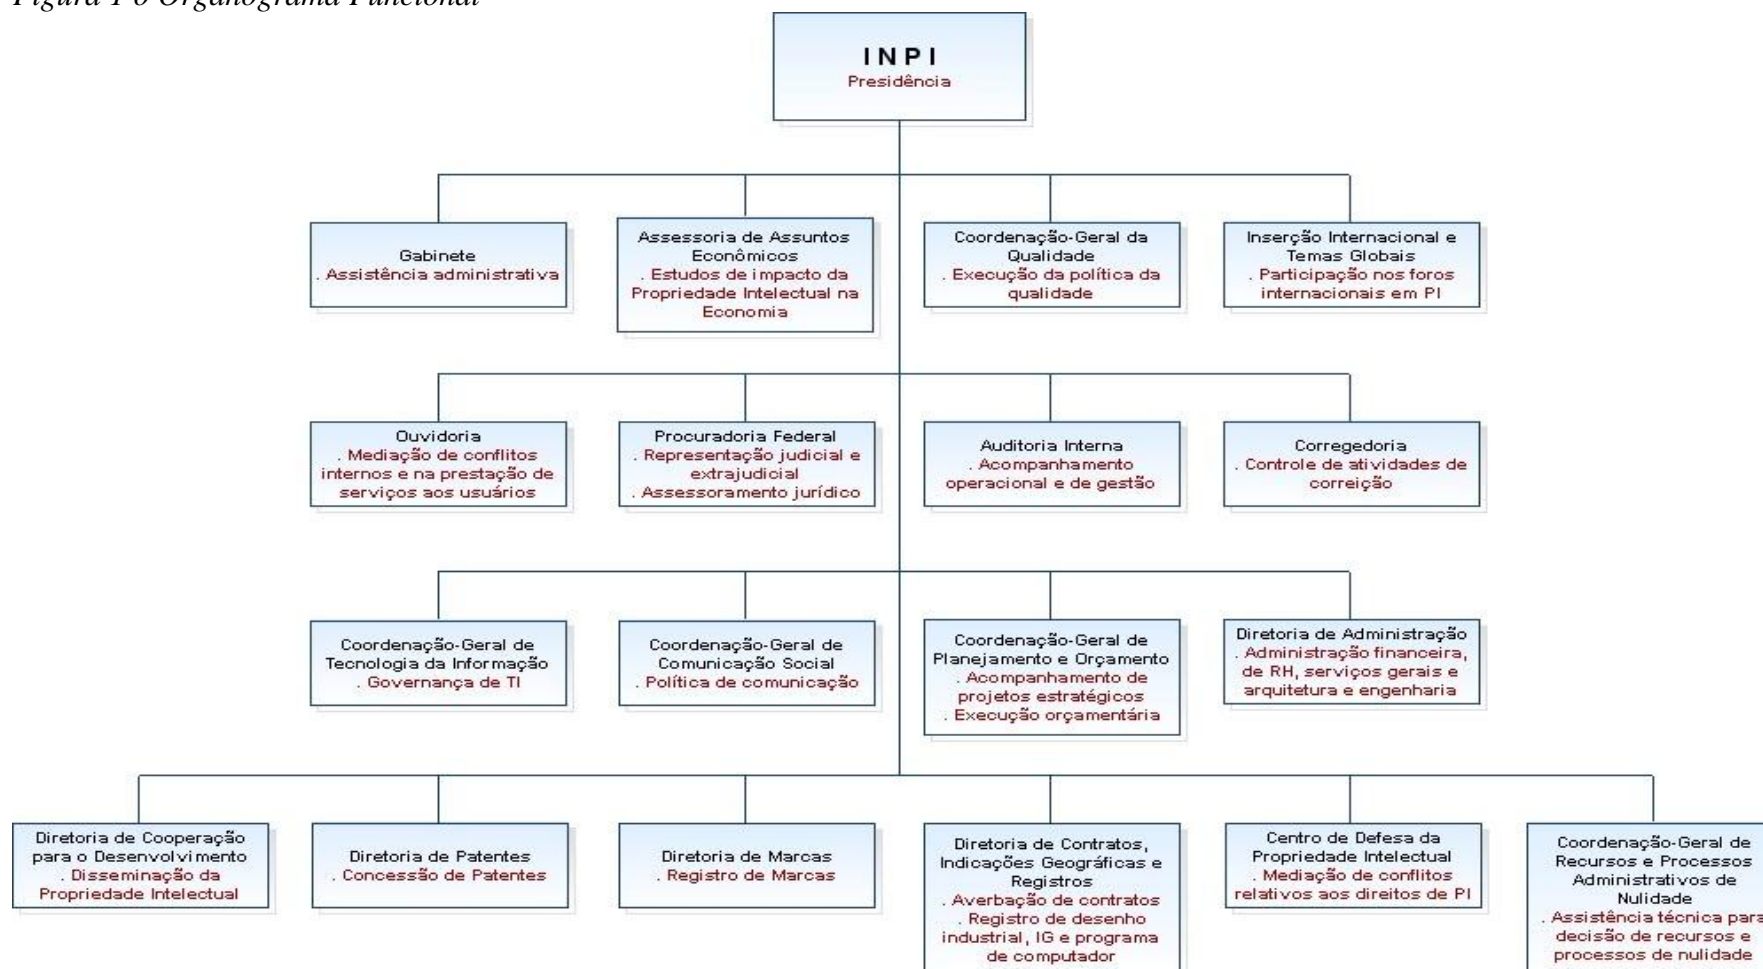 Figura 1 ó Organograma Funcional
I N P I
Presidência
Gabinete
. Assistência administrativa
Assessoria de Assuntos
Econômicos
. Estudos de impacto da
Propriedade Intelectual na
Economia
Coordenação-Geral da
Qualidade
. Execução da política da
qualidade
Inserção Internacional e
Temas Globais
. Participação nos foros
internacionais em PI
Ouvidoria
. Mediação de conflitos
internos e na prestação de
serviços aos usuários
Procuradoria Federal
. Representação judicial e
extrajudicial
. Assessoramento jurídico
Auditoria Interna
. Acompanhamento
operacional e de gestão
Corregedoria
. Controle de atividades de
correição
Coordenação-Geral de
Tecnologia da Informação
. Governança de TI
Coordenação-Geral de
Comunicação Social
. Política de comunicação
Coordenação-Geral de
Planejamento e Orçamento
. Acompanhamento de
projetos estratégicos
. Execução orçamentária
Diretoria de Administração
. Administração financeira,
de RH, serviços gerais e
arquitetura e engenharia
Diretoria de Cooperação
para o Desenvolvimento
. Disseminação da
Propriedade Intelectual
Diretoria de Patentes
. Concessão de Patentes
Diretoria de Marcas
. Registro de Marcas
Diretoria de Contratos,
Indicações Geográficas e
Registros
. Averbação de contratos
. Registro de desenho
industrial, IG e programa
de computador
Centro de Defesa da
Propriedade Intelectual
. Mediação de conflitos
relativos aos direitos de PI
Coordenação-Geral de
Recursos e Processos
Administrativos de
Nulidade
. Assistência técnica para
decisão de recursos e
processos de nulidade